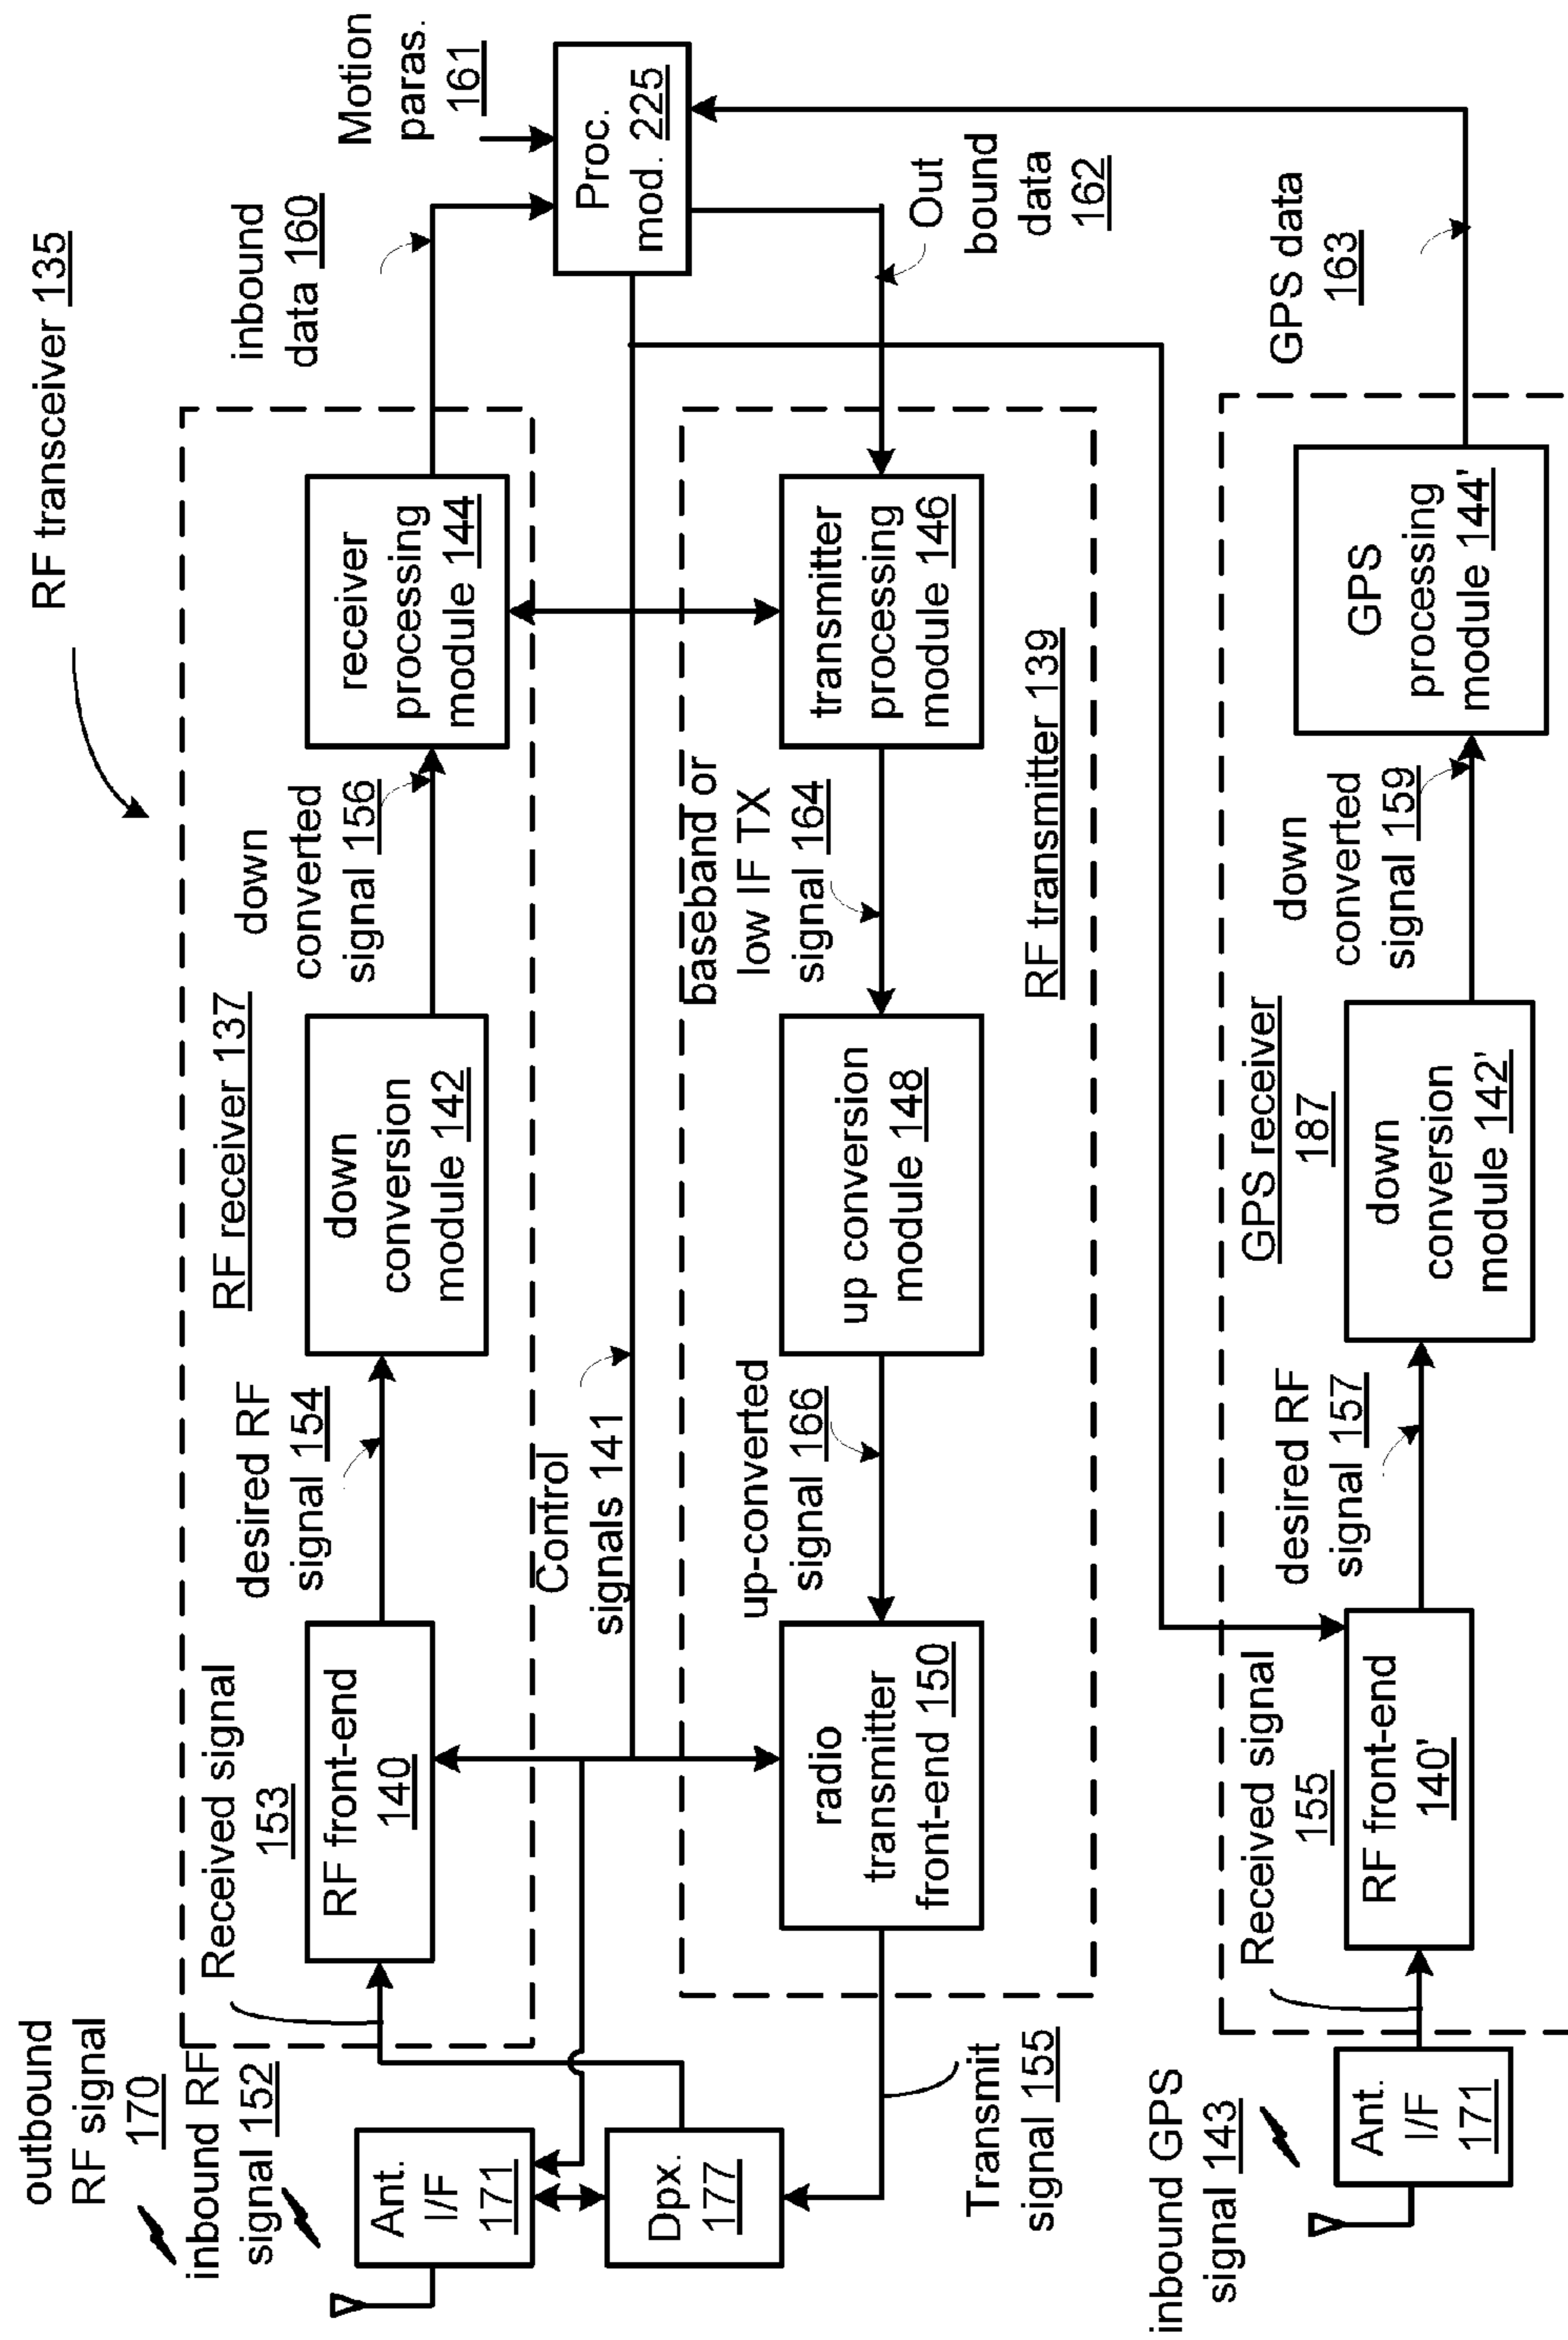 RF transceiver 135
outbound
RF signal
170
inbound RF
signal 152
Received signal
153
RF receiver 137
RF front-end
140
desired RF
signal 154
down
conversion
module 142
down
converted
signal 156
receiver
processing
module 144
inbound
data 160
Motion
paras.
161
Ant.
I/F
171
Dpx.
177
Control
signals 141
Proc.
mod. 225
radio
transmitter
front-end 150
up-converted
signal 166
up conversion
module 148
baseband or
low IF TX
signal 164
transmitter
processing
module 146
Out
bound
data
162
Transmit
signal 155
RF transmitter 139
inbound GPS
signal 143
Ant.
I/F
171
Received signal
155
RF front-end
140'
desired RF
signal 157
GPS receiver
187
down
conversion
module 142'
down
converted
signal 159
GPS
processing
module 144'
GPS data
163